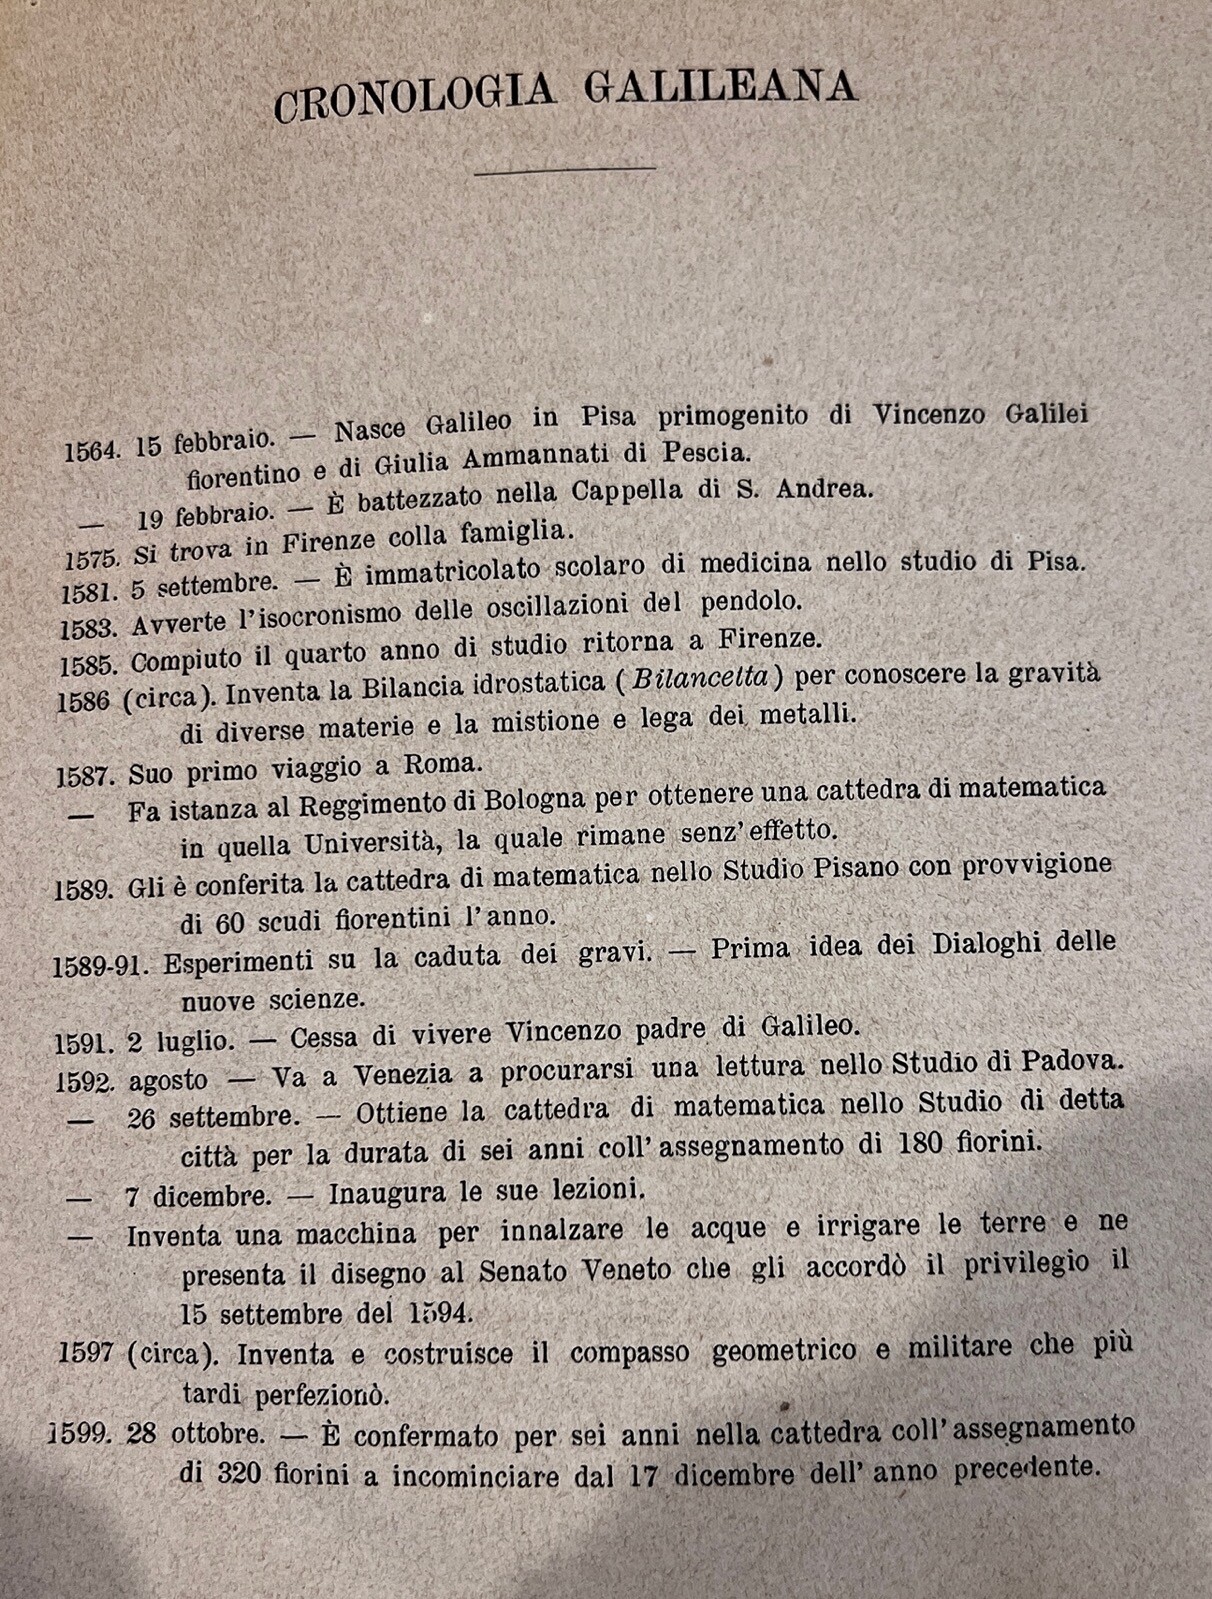 CRONOLOGIA GALILEANA
1564. 15 febbraio. — Nasce Galileo in Pisa primogenito di Vincenzo Galilei
fiorentino e di Giulia Ammannati di Pescia.
— 19 febbraio. — È battezzato nella Cappella di S. Andrea.
1575. Si trova in Firenze colla famiglia.
1581. 5 settembre. — È immatricolato scolaro di medicina nello studio di Pisa.
1583. Avverte l'isocronismo delle oscillazioni del pendolo.
1585. Compiuto il quarto anno di studio ritorna a Firenze.
1586 (circa). Inventa la Bilancia idrostatica (Bilancetta) per conoscere la gravità
di diverse materie e la mistione e lega dei metalli.
1587. Suo primo viaggio a Roma.
— Fa istanza al Reggimento di Bologna per ottenere una cattedra di matematica
in quella Università, la quale rimane senz'effetto.
1589. Gli è conferita la cattedra di matematica nello Studio Pisano con provvigione
di 60 scudi fiorentini l'anno.
1589-91. Esperimenti su la caduta dei gravi. — Prima idea dei Dialoghi delle
nuove scienze.
1591. 2 luglio. — Cessa di vivere Vincenzo padre di Galileo.
1592. agosto — Va a Venezia a procurarsi una lettura nello Studio di Padova.
— 26 settembre. — Ottiene la cattedra di matematica nello Studio di detta
città per la durata di sei anni coll'assegnamento di 180 fiorini.
— 7 dicembre. — Inaugura le sue lezioni.
— Inventa una macchina per innalzare le acque e irrigare le terre e ne
presenta il disegno al Senato Veneto che gli accordò il privilegio il
15 settembre del 1594.
1597 (circa). Inventa e costruisce il compasso geometrico e militare che più
tardi perfezionò.
1599. 28 ottobre. — È confermato per sei anni nella cattedra coll'assegnamento
di 320 fiorini a incominciare dal 17 dicembre dell'anno precedente.